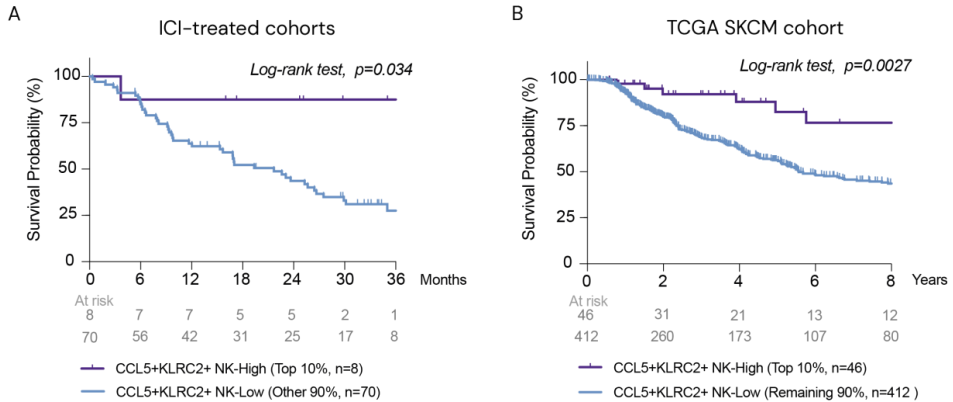 A
ICI-treated cohorts
Log-rank test, p=0.034
Survival Probability (%)
100
75
50
25
0
0 6 12 18 24 30 36 Months
At risk
8 7 7 5 5 2 1
70 56 42 31 25 17 8
CCL5+KLRC2+ NK-High (Top 10%, n=8)
CCL5+KLRC2+ NK-Low (Other 90%, n=70)
B
TCGA SKCM cohort
Log-rank test, p=0.0027
Survival Probability (%)
100
75
50
25
0
0 2 4 6 8 Years
At risk
46 31 21 13 12
412 260 173 107 80
CCL5+KLRC2+ NK-High (Top 10%, n=46)
CCL5+KLRC2+ NK-Low (Remaining 90%, n=412 )